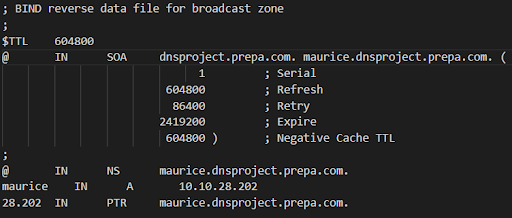 ; BIND reverse data file for broadcast zone
;
$TTL    604800
@       IN      SOA     dnsproject.prepa.com. maurice.dnsproject.prepa.com. (
                              1         ; Serial
                         604800         ; Refresh
                          86400         ; Retry
                        2419200         ; Expire
                         604800 )       ; Negative Cache TTL
;
@       IN      NS      maurice.dnsproject.prepa.com.
maurice     IN      A       10.10.28.202
28.202  IN      PTR     maurice.dnsproject.prepa.com.